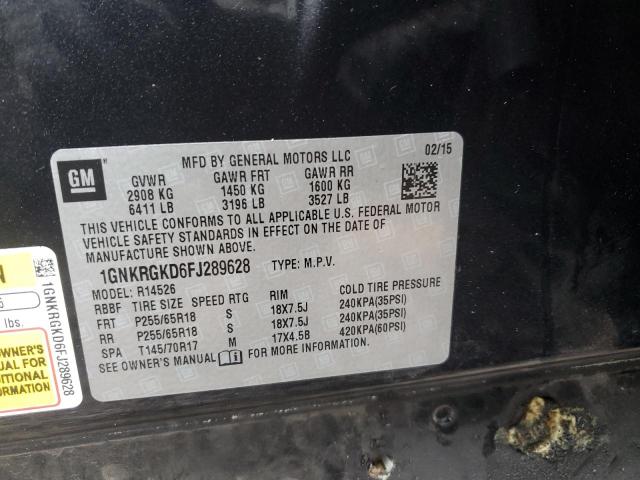 GM
MFD BY GENERAL MOTORS LLC 02/15
GVWR GAWR FRT GAWR RR
2908 KG 1450 KG 1600 KG
6411 LB 3196 LB 3527 LB
THIS VEHICLE CONFORMS TO ALL APPLICABLE U.S. FEDERAL MOTOR
VEHICLE SAFETY STANDARDS IN EFFECT ON THE DATE OF
MANUFACTURE SHOWN ABOVE.
1GNKRGKD6FJ289628 TYPE: M.P.V.
MODEL: R14526
RBBF TIRE SIZE SPEED RTG RIM COLD TIRE PRESSURE
FRT P255/65R18 S 18X7.5J 240KPA(35PSI)
RR P255/65R18 S 18X7.5J 240KPA(35PSI)
SPA T145/70R17 M 17X4.5B 420KPA(60PSI)
SEE OWNER'S MANUAL FOR MORE INFORMATION.
lbs.
OWNER'S
MANUAL FOR
ADDITIONAL
INFORMATION
1GNKRGKD6FJ289628